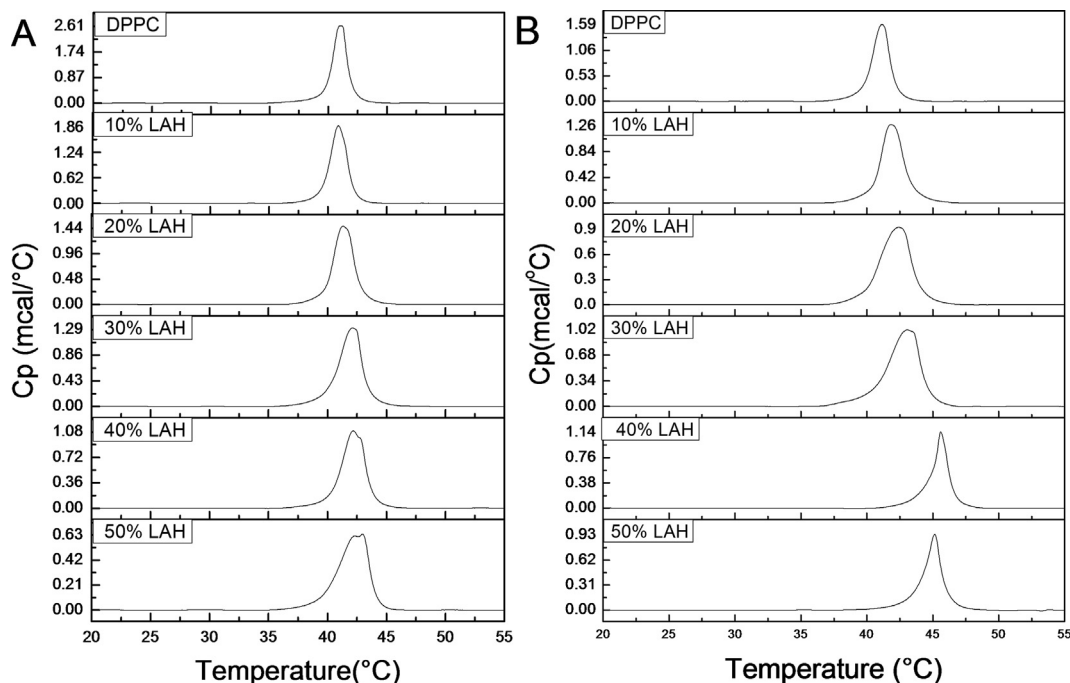 A
DPPC
2.61
1.74
0.87
0.00
10% LAH
1.86
1.24
0.62
0.00
20% LAH
1.44
0.96
0.48
0.00
30% LAH
1.29
0.86
0.43
0.00
40% LAH
1.08
0.72
0.36
0.00
50% LAH
0.63
0.42
0.21
0.00
20 25 30 35 40 45 50 55
Cp (mcal/°C)
Temperature(°C)
B
DPPC
1.59
1.06
0.53
0.00
10% LAH
1.26
0.84
0.42
0.00
20% LAH
0.9
0.6
0.3
0.0
30% LAH
1.02
0.68
0.34
0.00
40% LAH
1.14
0.76
0.38
0.00
50% LAH
0.93
0.62
0.31
0.00
20 25 30 35 40 45 50 55
Cp(mcal/°C)
Temperature (°C)